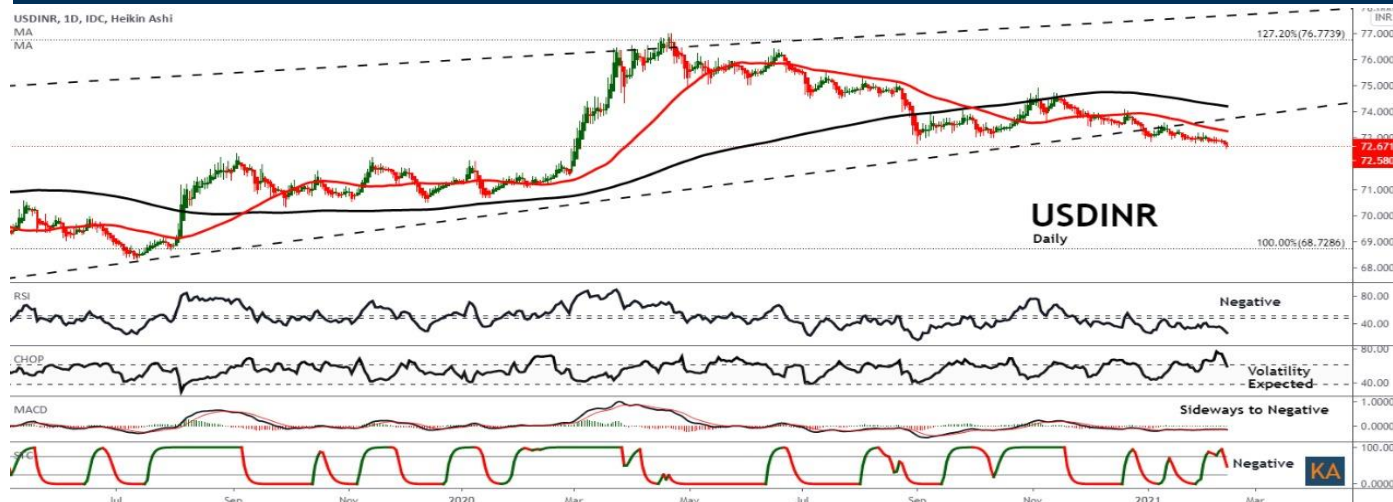 USDINR, 1D, IDC, Heikin Ashi
MA
MA
INR
127.20%(76.7739)
77.000
76.000
75.000
74.000
73.000
72.671
72.580
71.000
70.000
100.00%(68.7286)
69.000
68.000
USDINR
Daily
RSI
Negative
80.00
40.00
CHOP
80.00
Volatility
Expected
40.00
MACD
Sideways to Negative
1.0000
0.0000
STC
100.00
Negative
KA
0.0000
Jul
Sep
Nov
2020
Mar
May
Jul
Sep
Nov
2021
Mar